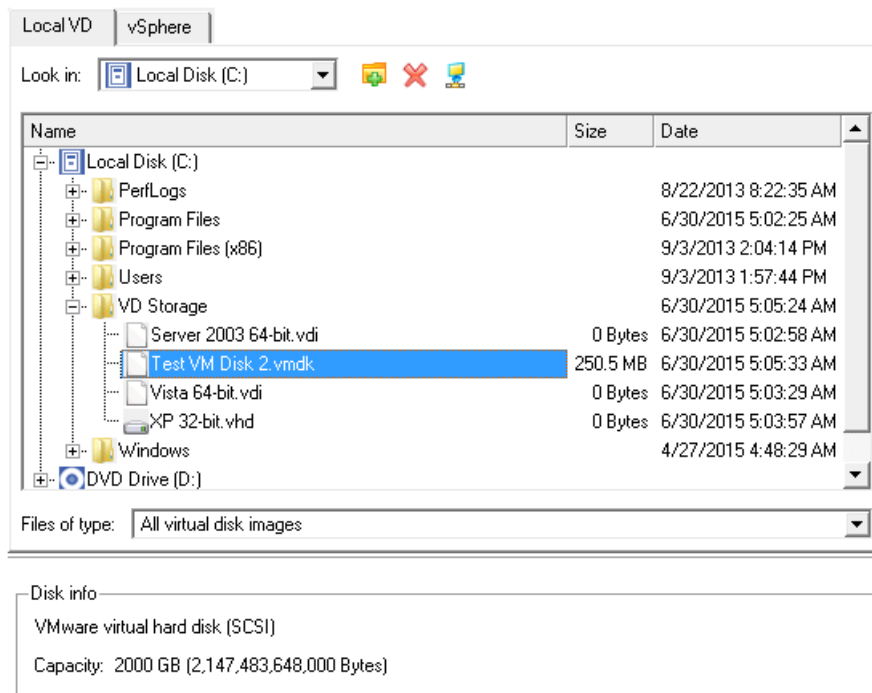 Local VD vSphere
Look in: Local Disk (C:)
Name Size Date
Local Disk (C:)
PerfLogs 8/22/2013 8:22:35 AM
Program Files 6/30/2015 5:02:25 AM
Program Files (x86) 9/3/2013 2:04:14 PM
Users 9/3/2013 1:57:44 PM
VD Storage 6/30/2015 5:05:24 AM
Server 2003 64-bit.vdi 0 Bytes 6/30/2015 5:02:58 AM
Test VM Disk 2.vmdk 250.5 MB 6/30/2015 5:05:33 AM
Vista 64-bit.vdi 0 Bytes 6/30/2015 5:03:29 AM
XP 32-bit.vhd 0 Bytes 6/30/2015 5:03:57 AM
Windows 4/27/2015 4:48:29 AM
DVD Drive (D:)
Files of type: All virtual disk images
Disk info
VMware virtual hard disk (SCSI)
Capacity: 2000 GB (2,147,483,648,000 Bytes)